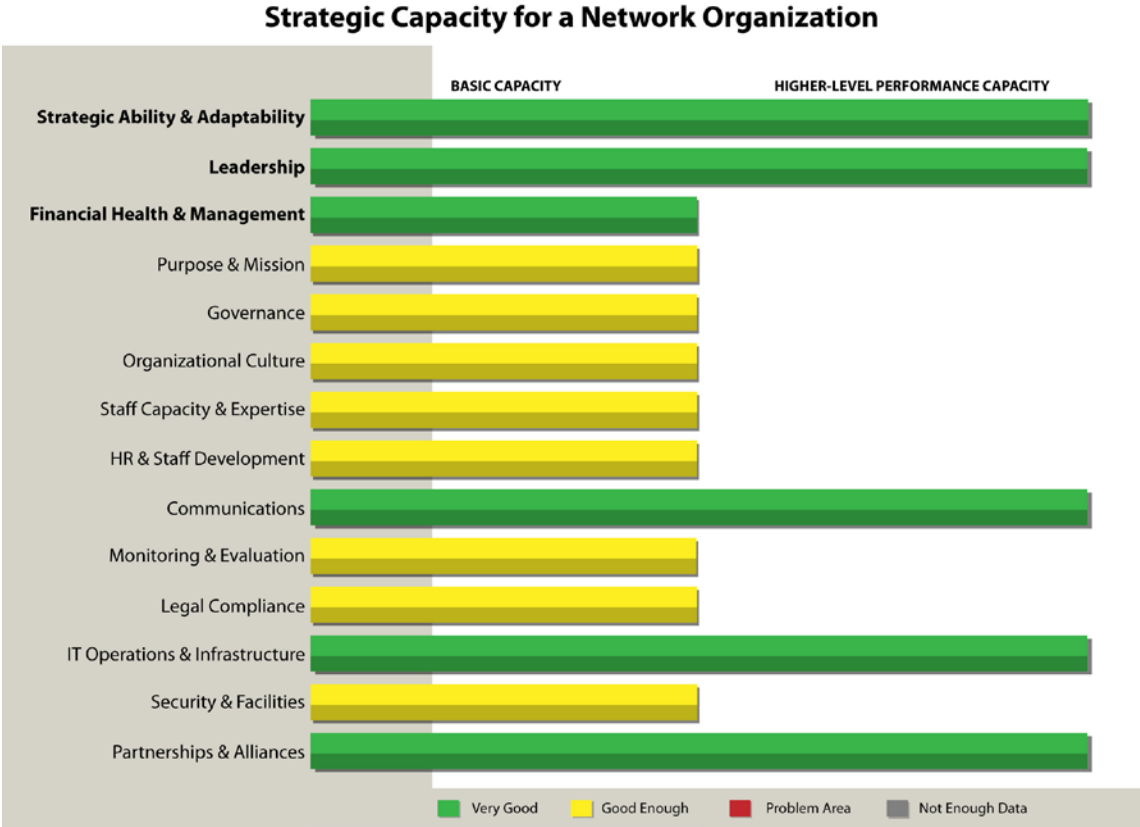 Strategic Capacity for a Network Organization
BASIC CAPACITY
HIGHER-LEVEL PERFORMANCE CAPACITY
Strategic Ability & Adaptability
Leadership
Financial Health & Management
Purpose & Mission
Governance
Organizational Culture
Staff Capacity & Expertise
HR & Staff Development
Communications
Monitoring & Evaluation
Legal Compliance
IT Operations & Infrastructure
Security & Facilities
Partnerships & Alliances
Very Good
Good Enough
Problem Area
Not Enough Data